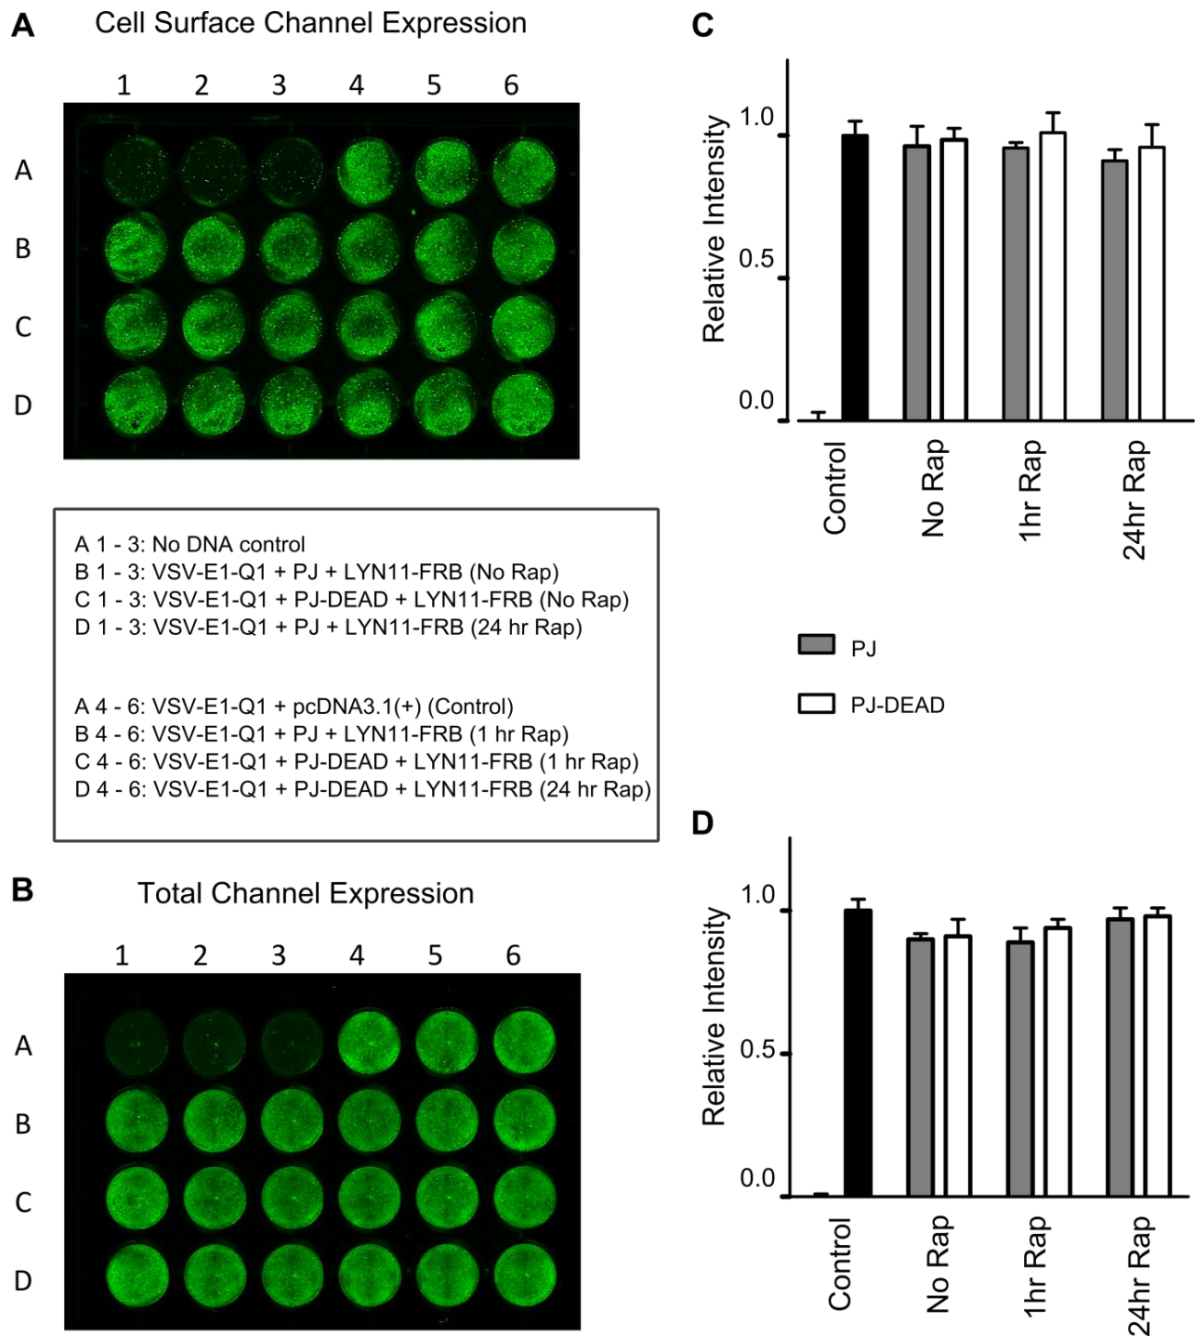 A
Cell Surface Channel Expression
1 2 3 4 5 6
A
B
C
D
A 1 - 3: No DNA control
B 1 - 3: VSV-E1-Q1 + PJ + LYN11-FRB (No Rap)
C 1 - 3: VSV-E1-Q1 + PJ-DEAD + LYN11-FRB (No Rap)
D 1 - 3: VSV-E1-Q1 + PJ + LYN11-FRB (24 hr Rap)
A 4 - 6: VSV-E1-Q1 + pcDNA3.1(+) (Control)
B 4 - 6: VSV-E1-Q1 + PJ + LYN11-FRB (1 hr Rap)
C 4 - 6: VSV-E1-Q1 + PJ-DEAD + LYN11-FRB (1 hr Rap)
D 4 - 6: VSV-E1-Q1 + PJ-DEAD + LYN11-FRB (24 hr Rap)
B
Total Channel Expression
1 2 3 4 5 6
A
B
C
D
C
Relative Intensity
1.0
0.5
0.0
Control
No Rap
1hr Rap
24hr Rap
PJ
PJ-DEAD
D
Relative Intensity
1.0
0.5
0.0
Control
No Rap
1hr Rap
24hr Rap